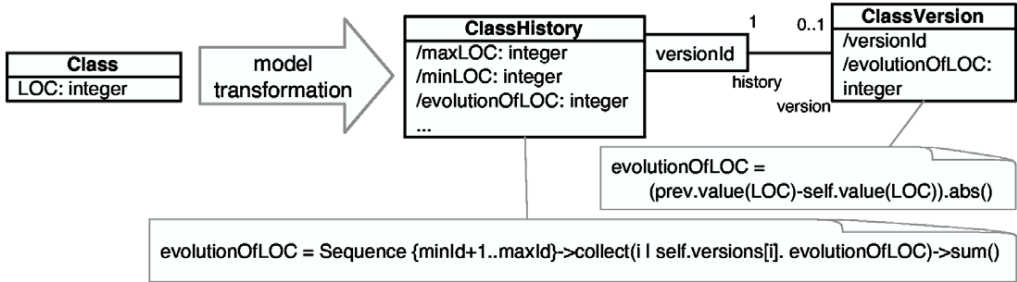 Class
LOC: integer
model
transformation
ClassHistory
/maxLOC: integer
/minLOC: integer
/evolutionOfLOC: integer
...
versionId
1
0..1
history
version
ClassVersion
/versionId
/evolutionOfLOC:
integer
evolutionOfLOC =
(prev.value(LOC)-self.value(LOC)).abs()
evolutionOfLOC = Sequence {minId+1..maxId}->collect(i I self.versions[i]. evolutionOfLOC)->sum()